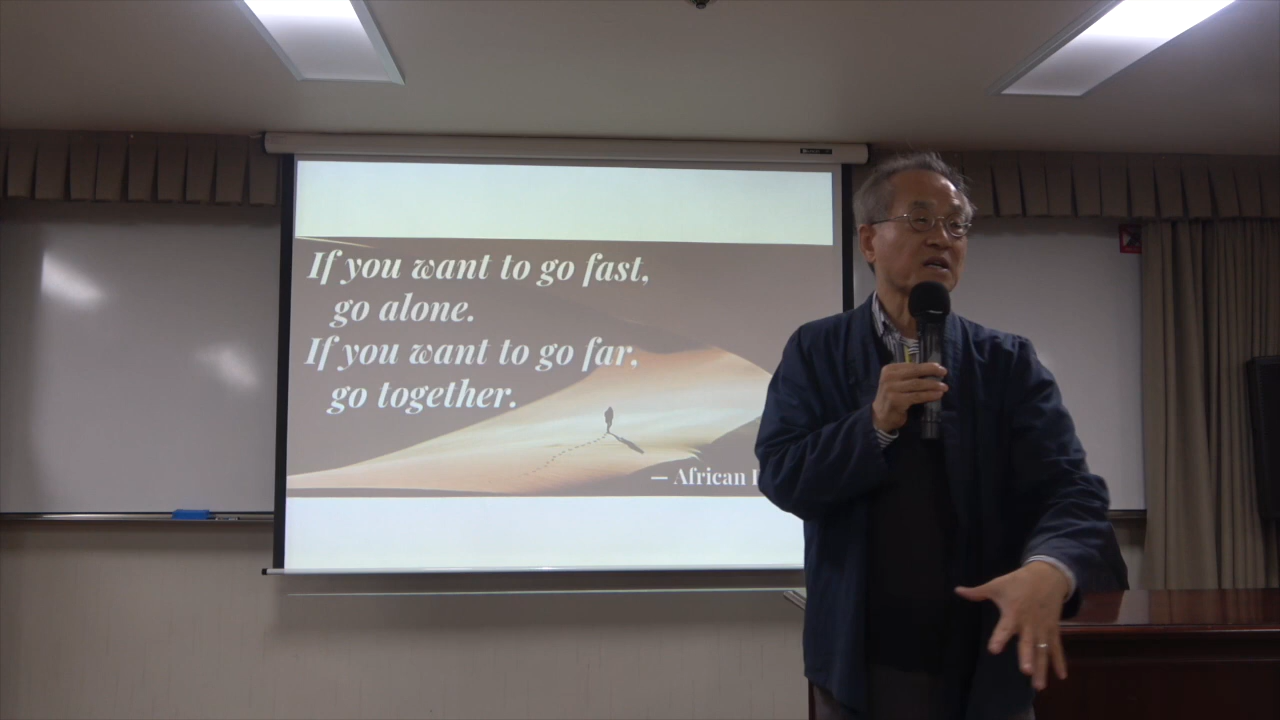 If you want to go fast,
go alone.
If you want to go far,
go together.
— African